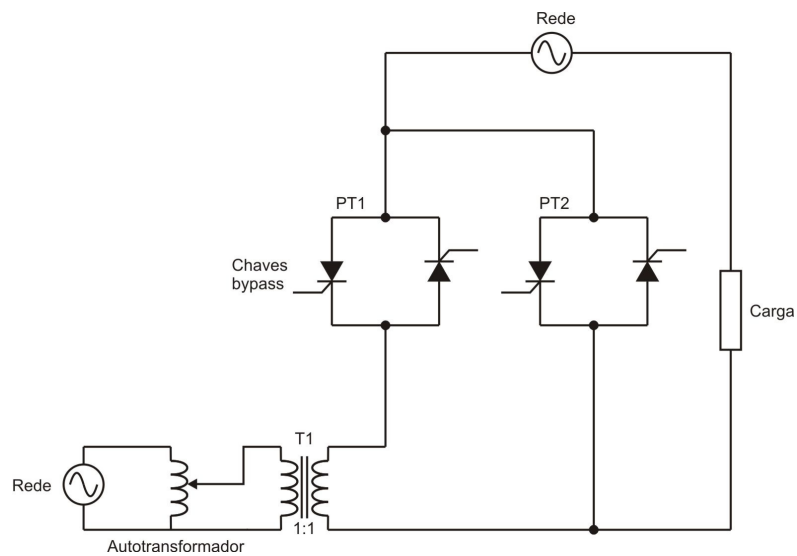 Rede
PT1
PT2
Chaves
bypass
Carga
T1
Rede
1:1
Autotransformador